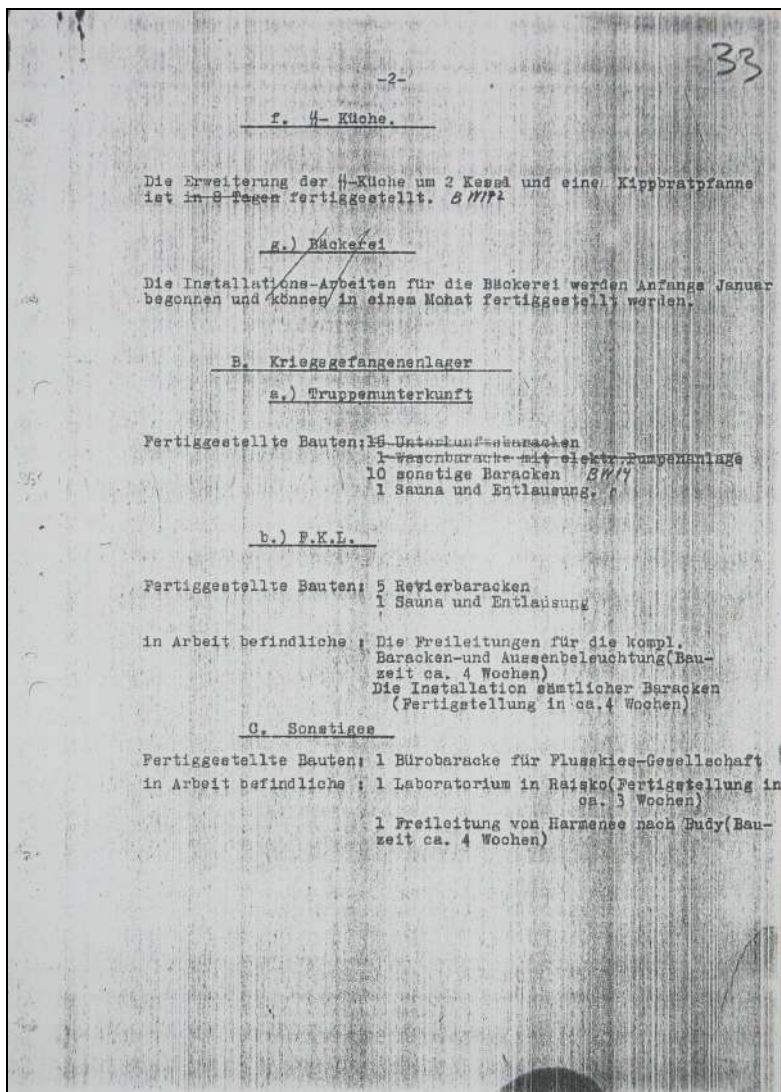 33
-2-
f. ᛋᛋ- Küche.
Die Erweiterung der ᛋᛋ-Küche um 2 Kessel und eine Kippbratpfanne
ist in 8 Tagen fertiggestellt. BW
g.) Bäckerei
Die Installations-Arbeiten für die Bäckerei werden Anfangs Januar
begonnen und können in einem Monat fertiggestellt werden.
B. Kriegsgefangenenlager
a.) Truppenunterkunft
Fertiggestellte Bauten: 16 Unterkunftsbaracken
1 Waschbaracke mit elektr.Pumpenanlage
10 sonstige Baracken BW14
1 Sauna und Entlausung.
b.) F.K.L.
Fertiggestellte Bauten: 5 Revierbaracken
1 Sauna und Entlausung
in Arbeit befindliche : Die Freileitungen für die kompl.
Baracken-und Aussenbeleuchtung(Bau-
zeit ca. 4 Wochen)
Die Installation sämtlicher Baracken
(Fertigstellung in ca.4 Wochen)
C. Sonstiges
Fertiggestellte Bauten: 1 Bürobaracke für Flusskies-Gesellschaft
in Arbeit befindliche : 1 Laboratorium in Raisko(Fertigstellung in
ca. 3 Wochen)
1 Freileitung von Harmense nach Budy(Bau-
zeit ca. 4 Wochen)